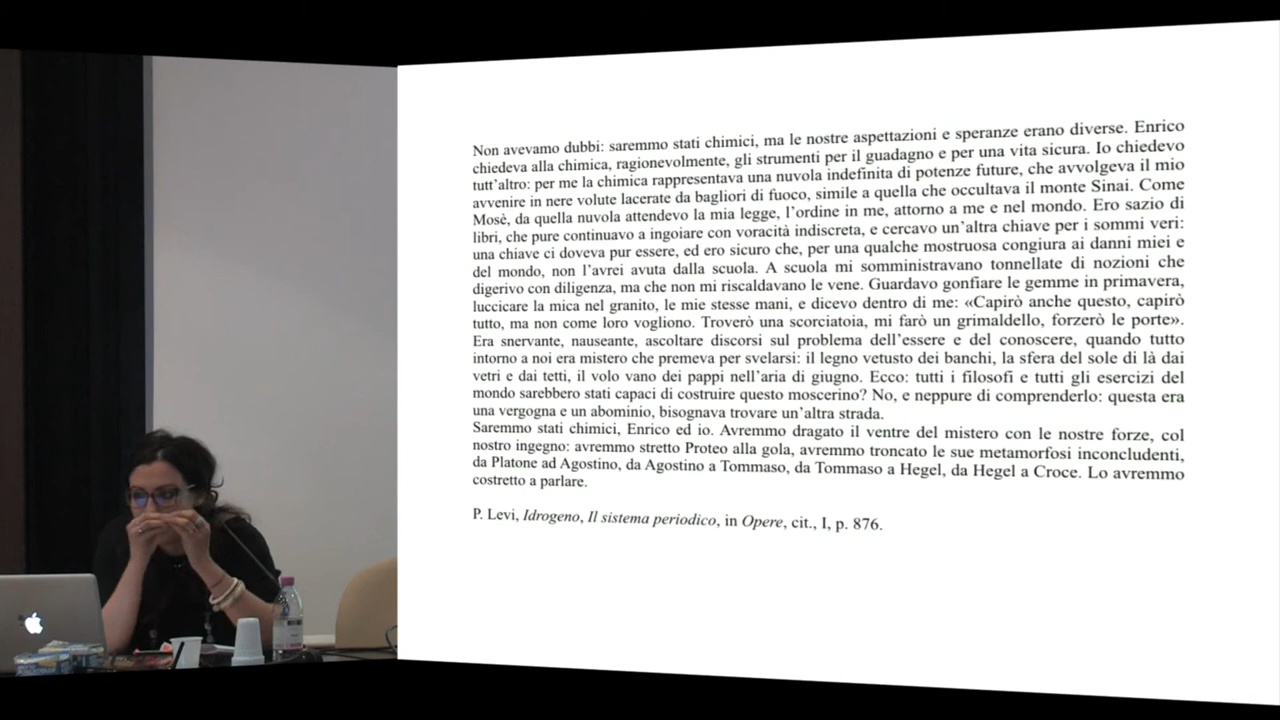 Non avevamo dubbi: saremmo stati chimici, ma le nostre aspettazioni e speranze erano diverse. Enrico
chiedeva alla chimica, ragionevolmente, gli strumenti per il guadagno e per una vita sicura. Io chiedevo
tutt’altro: per me la chimica rappresentava una nuvola indefinita di potenze future, che avvolgeva il mio
avvenire in nere volute lacerate da bagliori di fuoco, simile a quella che occultava il monte Sinai. Come
Mosè, da quella nuvola attendevo la mia legge, l’ordine in me, attorno a me e nel mondo. Ero sazio di
libri, che pure continuavo a ingoiare con voracità indiscreta, e cercavo un’altra chiave per i sommi veri:
una chiave ci doveva pur essere, ed ero sicuro che, per una qualche mostruosa congiura ai danni miei e
del mondo, non l’avrei avuta dalla scuola. A scuola mi somministravano tonnellate di nozioni che
digerivo con diligenza, ma che non mi riscaldavano le vene. Guardavo gonfiare le gemme in primavera,
luccicare la mica nel granito, le mie stesse mani, e dicevo dentro di me: «Capirò anche questo, capirò
tutto, ma non come loro vogliono. Troverò una scorciatoia, mi farò un grimaldello, forzerò le porte».
Era snervante, nauseante, ascoltare discorsi sul problema dell’essere e del conoscere, quando tutto
intorno a noi era mistero che premeva per svelarsi: il legno vetusto dei banchi, la sfera del sole di là dai
vetri e dai tetti, il volo vano dei pappi nell’aria di giugno. Ecco: tutti i filosofi e tutti gli esercizi del
mondo sarebbero stati capaci di costruire questo moscerino? No, e neppure di comprenderlo: questa era
una vergogna e un abominio, bisognava trovare un’altra strada.
Saremmo stati chimici, Enrico ed io. Avremmo dragato il ventre del mistero con le nostre forze, col
nostro ingegno: avremmo stretto Proteo alla gola, avremmo troncato le sue metamorfosi inconcludenti,
da Platone ad Agostino, da Agostino a Tommaso, da Tommaso a Hegel, da Hegel a Croce. Lo avremmo
costretto a parlare.
P. Levi, Idrogeno, Il sistema periodico, in Opere, cit., I, p. 876.